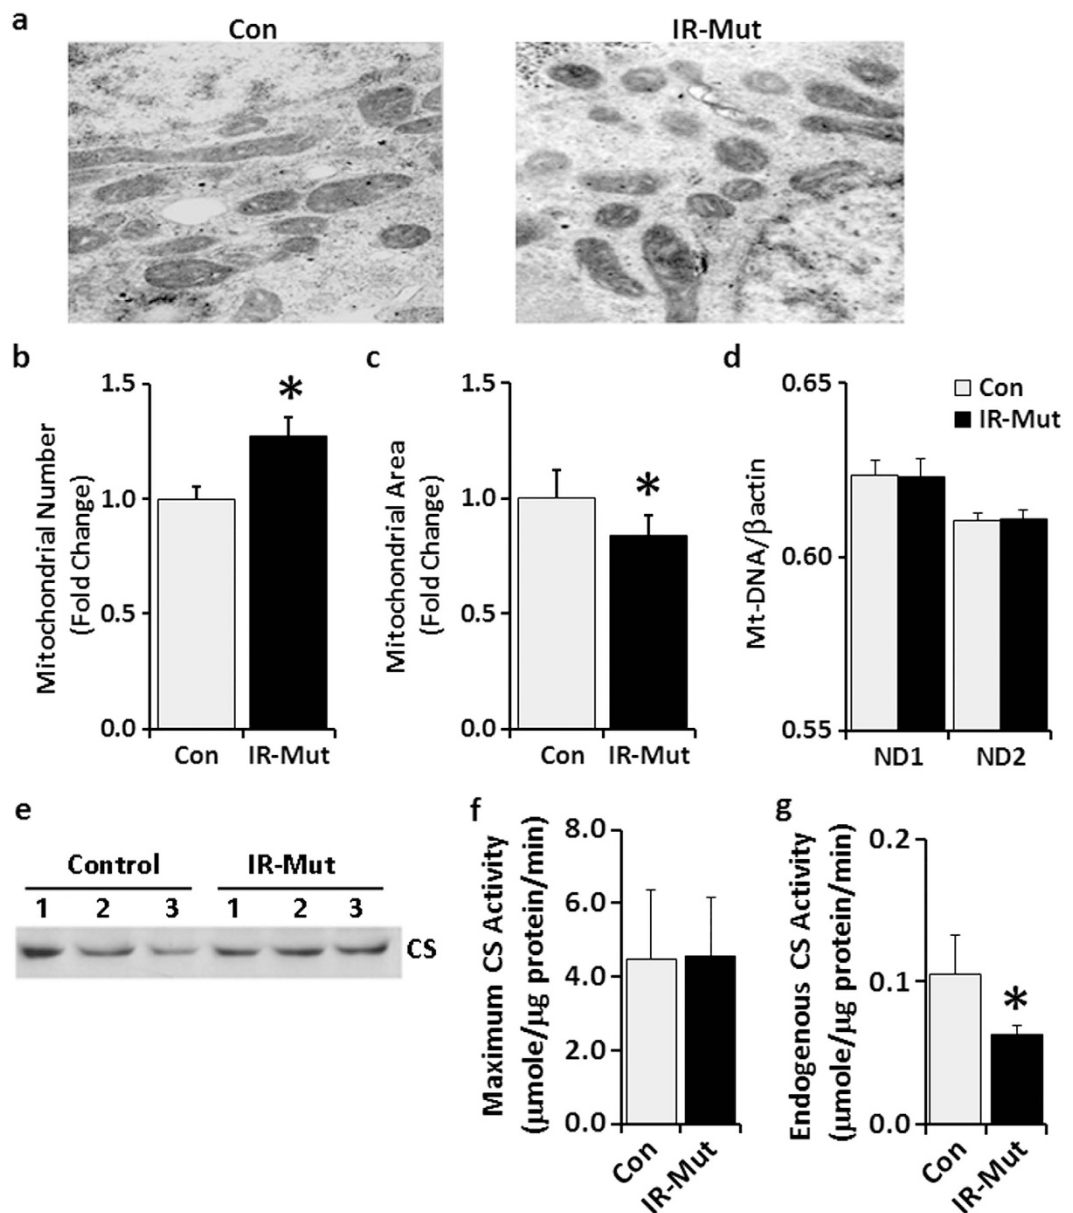 a
Con
IR-Mut
b
Mitochondrial Number
(Fold Change)
1.5
1.0
0.5
0.0
*
Con IR-Mut
c
Mitochondrial Area
(Fold Change)
1.5
1.0
0.5
0.0
*
Con IR-Mut
d
Mt-DNA/βactin
0.65
0.60
0.55
Con
IR-Mut
ND1 ND2
e
Control IR-Mut
1 2 3 1 2 3
CS
f
Maximum CS Activity
(μmole/μg protein/min)
8.0
6.0
4.0
2.0
0.0
Con
IR-Mut
g
Endogenous CS Activity
(μmole/μg protein/min)
0.2
0.1
0.0
*
Con
IR-Mut